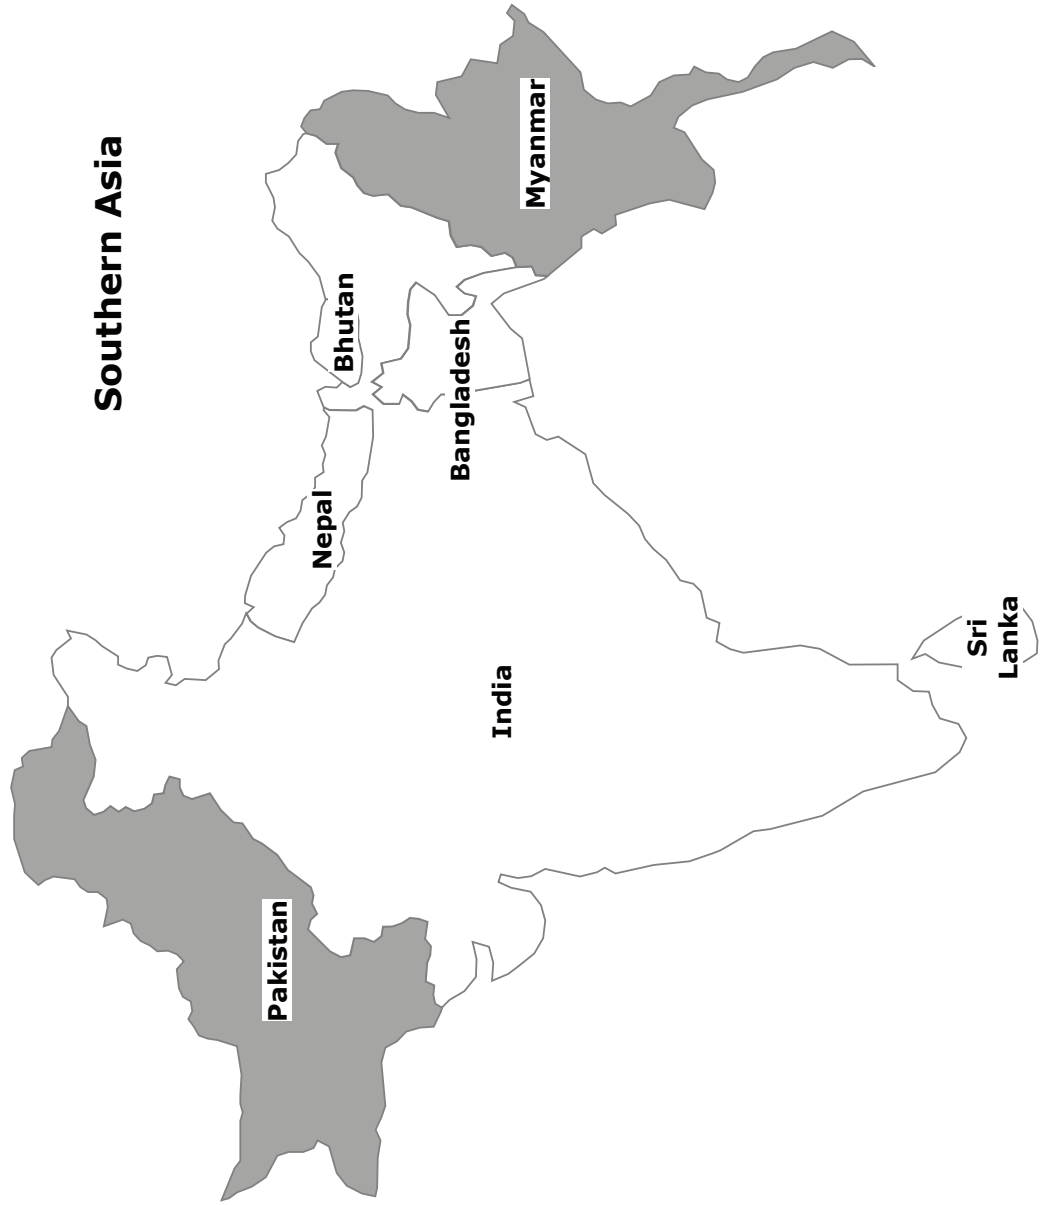 Southern Asia
Pakistan
Nepal
Bhutan
Bangladesh
India
Myanmar
Sri
Lanka